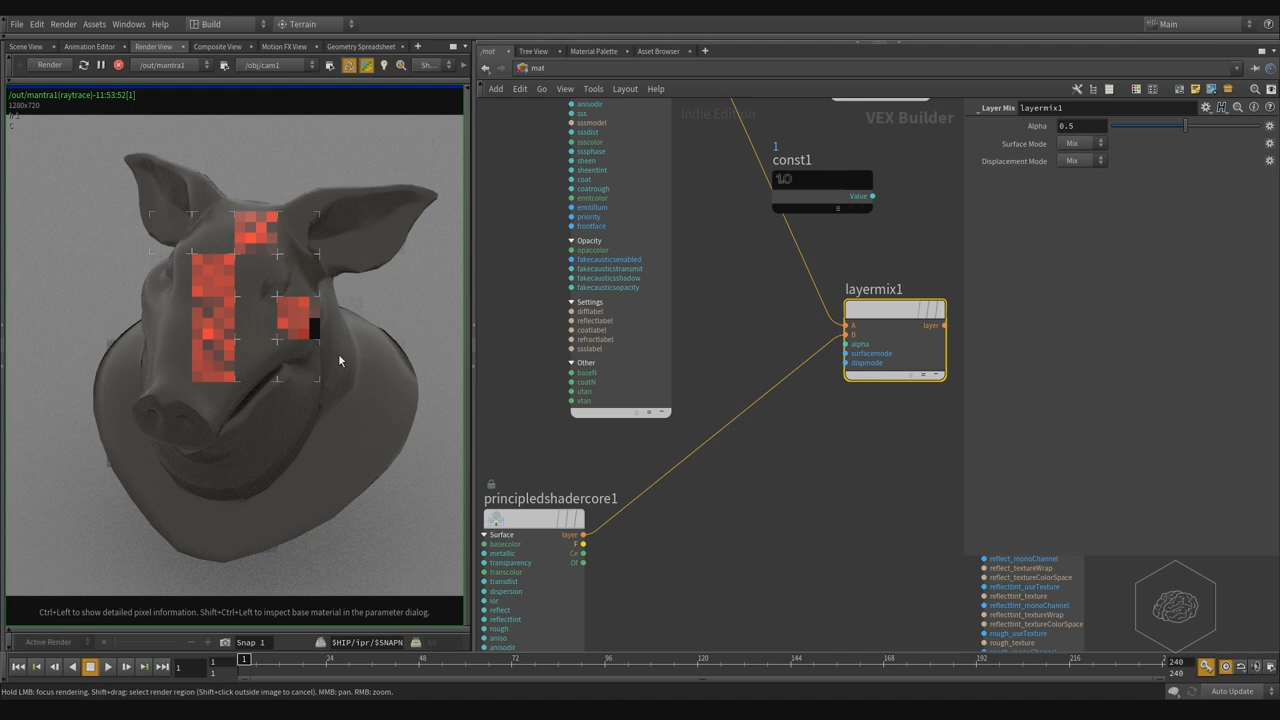 File Edit Render Assets Windows Help Build Terrain Main
Scene View Animation Editor Render View Composite View Motion FX View Geometry Spreadsheet
/mat Tree View Material Palette Asset Browser
Render /out/mantra1 /obj/cam1 Sh...
mat
Add Edit Go View Tools Layout Help
/out/mantra1(raytrace)-11:53:52[1]
1280x720
fr 1
C
Indie Edition
VEX Builder
anisodir
sss
sssmodel
sssdist
ssscolor
sssphase
sheen
sheentint
coat
coatrough
emitcolor
emitillum
priority
frontface
Opacity
opaccolor
fakecausticsenabled
fakecausticstransmit
fakecausticsshadow
fakecausticsopacity
Settings
difflabel
reflectlabel
coatlabel
refractlabel
ssslabel
Other
baseN
coatN
utan
vtan
1
const1
1.0
Value
layermix1
A layer
B
alpha
surfacemode
dispmode
Layer Mix layermix1
Alpha 0.5
Surface Mode Mix
Displacement Mode Mix
principledshadercore1
Surface layer
basecolor F
metallic Ce
transparency Of
transcolor
transdist
dispersion
ior
reflect
reflecttint
rough
aniso
anisodir
reflect_monoChannel
reflect_textureWrap
reflect_textureColorSpace
reflecttint_useTexture
reflecttint_texture
reflecttint_monoChannel
reflecttint_textureWrap
reflecttint_textureColorSpace
rough_useTexture
rough_texture
Ctrl+Left to show detailed pixel information. Shift+Ctrl+Left to inspect base material in the parameter dialog.
Active Render Snap 1 $HIP/ipr/$SNAPN
1 1 1 1 24 48 72 96 120 144 168 192 216 2 240
240
Hold LMB: focus rendering. Shift+drag: select render region (Shift+click outside image to cancel). MMB: pan. RMB: zoom.
Auto Update